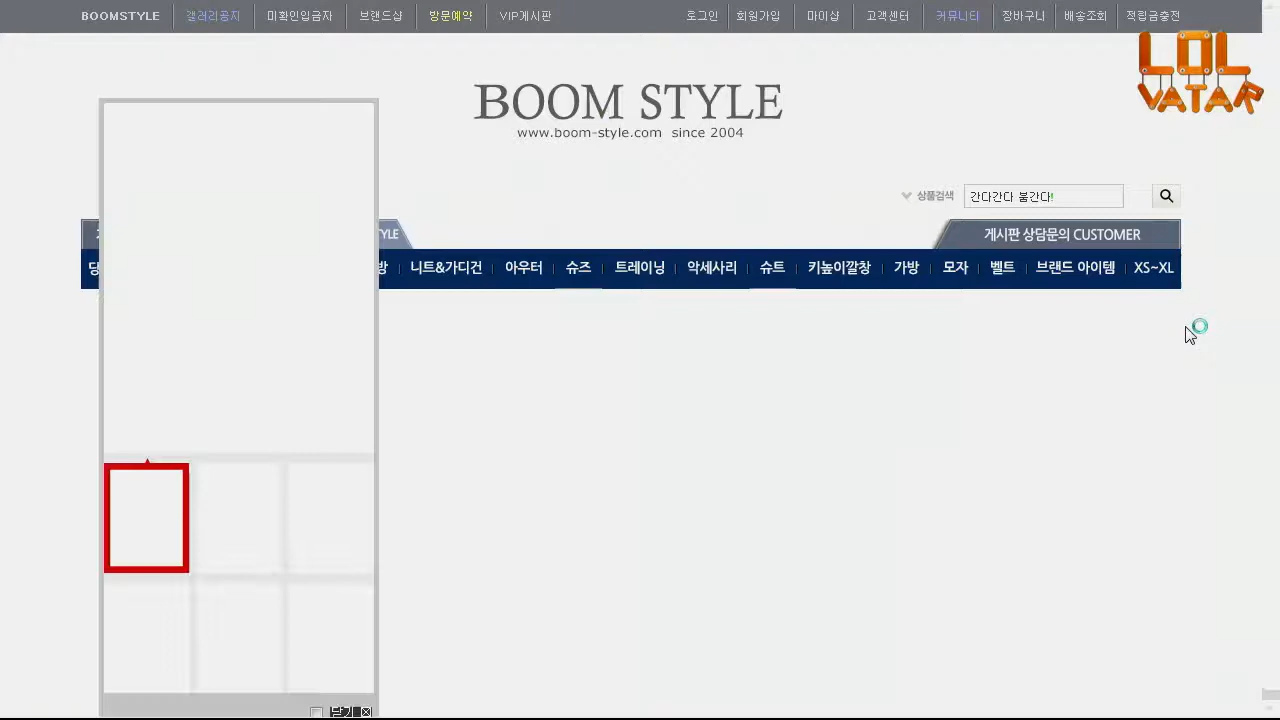 BOOMSTYLE 갤러리공지 미확인입금자 브랜드샵 방문예약 VIP게시판 로그인 회원가입 마이샵 고객센터 커뮤니티 장바구니 배송조회 적립금충전
LOL
VATAR
BOOM STYLE
www.boom-style.com since 2004
상품검색 간다간다 붐간다!
게시판 상담문의 CUSTOMER
니트&가디건 아우터 슈즈 트레이닝 악세사리 슈트 키높이깔창 가방 모자 벨트 브랜드 아이템 XS~XL
닫기